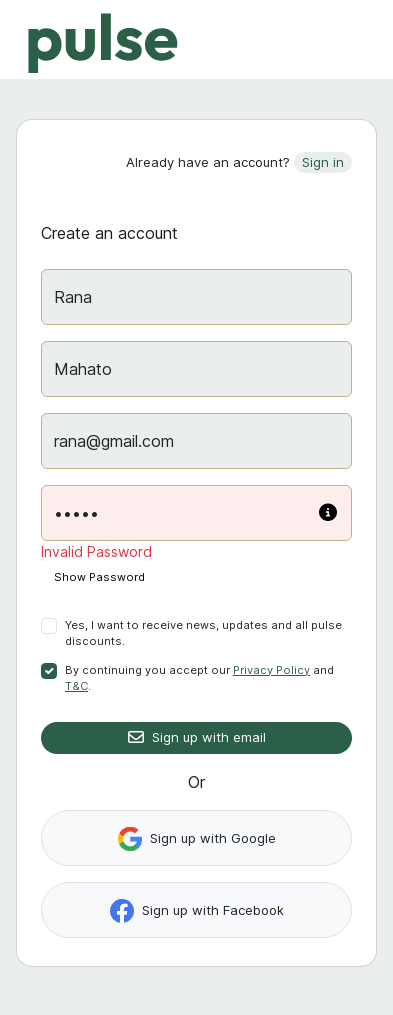 pulse
Already have an account? Sign in
Create an account
Rana
Mahato
rana@gmail.com
•••••
Invalid Password
Show Password
Yes, I want to receive news, updates and all pulse
discounts.
By continuing you accept our Privacy Policy and
T&C.
Sign up with email
Or
Sign up with Google
Sign up with Facebook